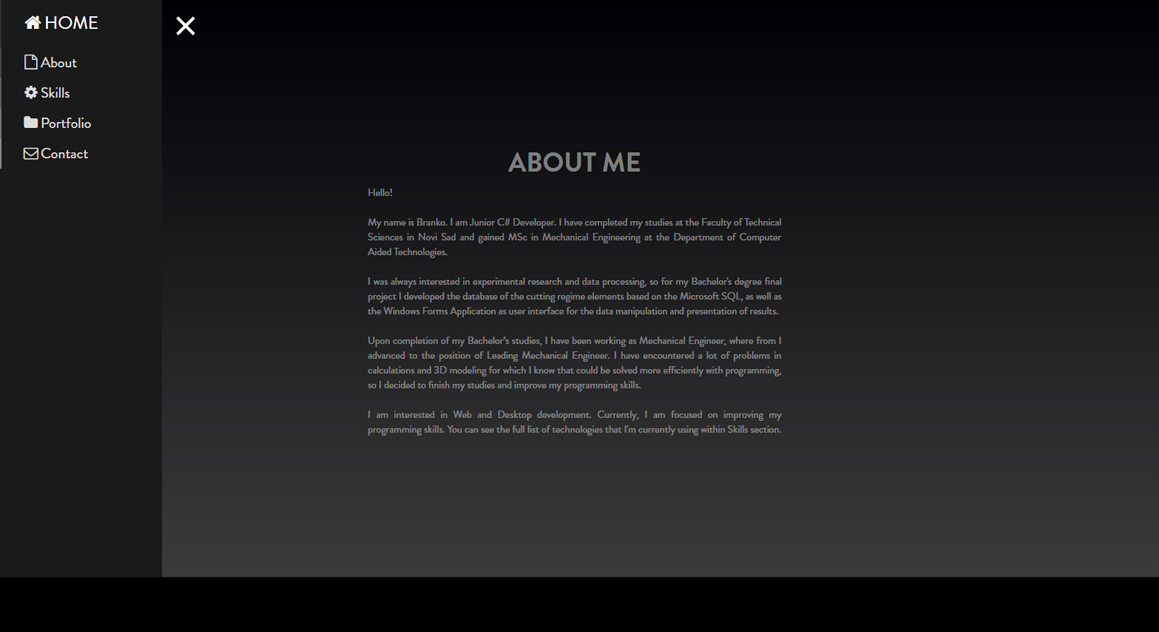 HOME
About
Skills
Portfolio
Contact
ABOUT ME
Hello!
My name is Branko. I am Junior C# Developer. I have completed my studies at the Faculty of Technical
Sciences in Novi Sad and gained MSc in Mechanical Engineering at the Department of Computer
Aided Technologies.
I was always interested in experimental research and data processing, so for my Bachelor's degree final
project I developed the database of the cutting regime elements based on the Microsoft SQL, as well as
the Windows Forms Application as user interface for the data manipulation and presentation of results.
Upon completion of my Bachelor's studies, I have been working as Mechanical Engineer, where from I
advanced to the position of Leading Mechanical Engineer. I have encountered a lot of problems in
calculations and 3D modeling for which I know that could be solved more efficiently with programming,
so I decided to finish my studies and improve my programming skills.
I am interested in Web and Desktop development. Currently, I am focused on improving my
programming skills. You can see the full list of technologies that I'm currently using within Skills section.